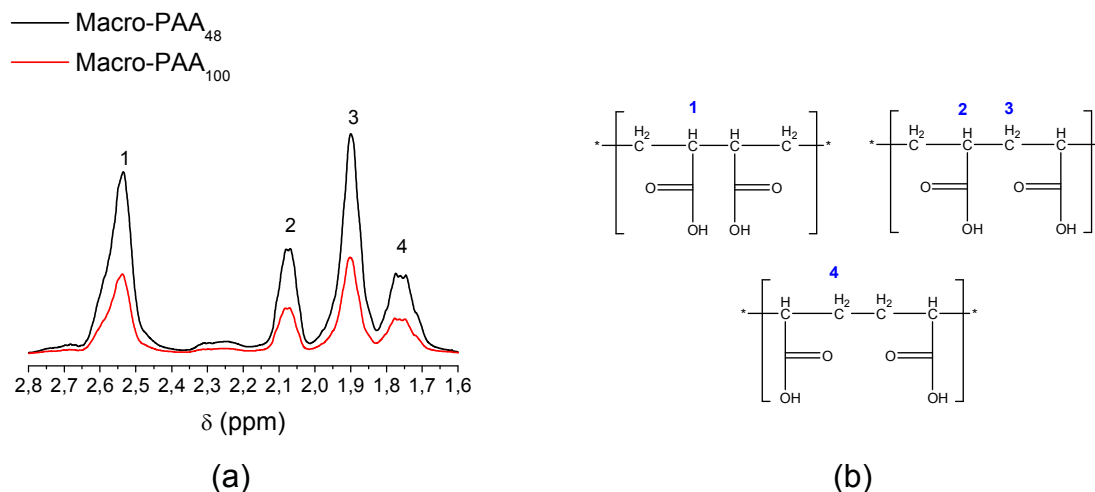 Macro-PAA48
Macro-PAA100
1
2
3
4
2,8 2,7 2,6 2,5 2,4 2,3 2,2 2,1 2,0 1,9 1,8 1,7 1,6
δ (ppm)
(a)
1
* H2 C H C H C H2 C *
O O
OH OH
2 3
* H2 C H C H2 C H C *
O O
OH OH
4
* H C H2 C H2 C H C *
O O
OH OH
(b)